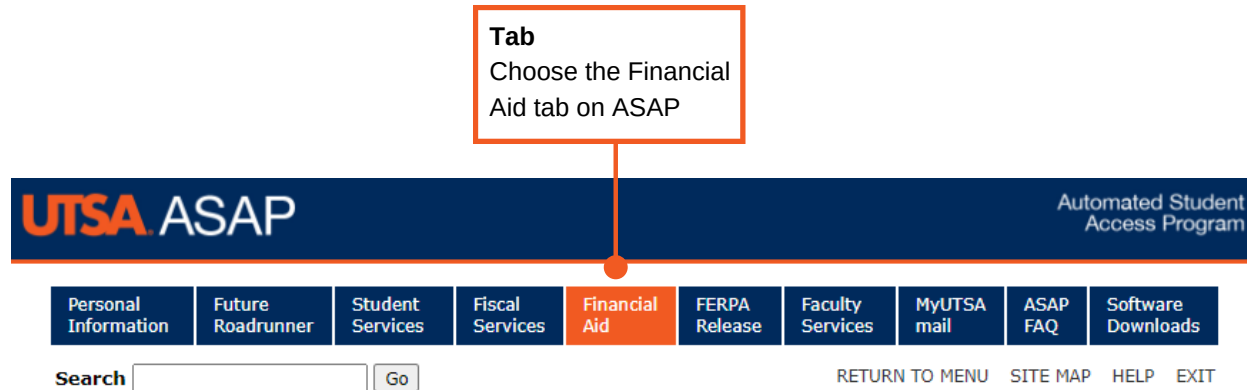 Tab
Choose the Financial
Aid tab on ASAP
UTSA. ASAP
Automated Student
Access Program
Personal Information
Future Roadrunner
Student Services
Fiscal Services
Financial Aid
FERPA Release
Faculty Services
MyUTSA mail
ASAP FAQ
Software Downloads
Search Go RETURN TO MENU SITE MAP HELP EXIT